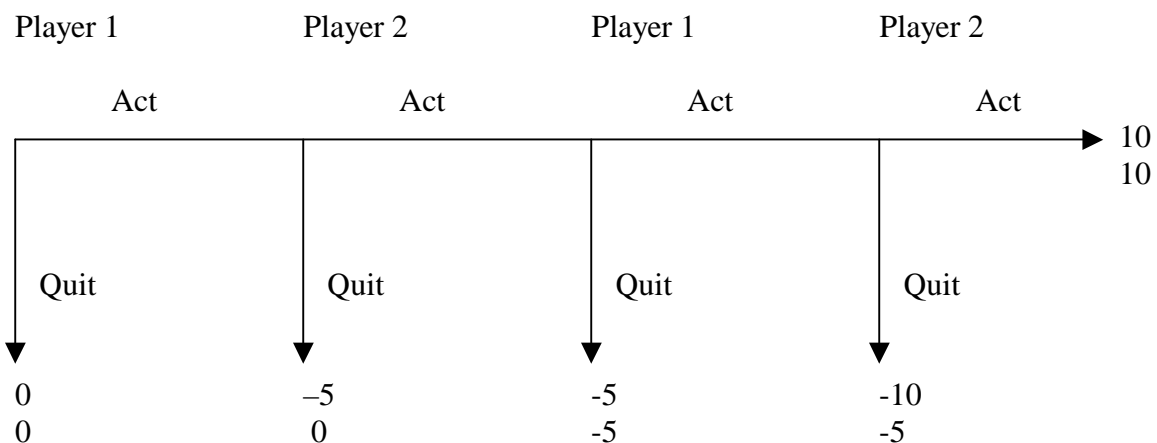 Player 1 Player 2 Player 1 Player 2
Act Act Act Act
10
10
Quit Quit Quit Quit
0 –5 -5 -10
0 0 -5 -5